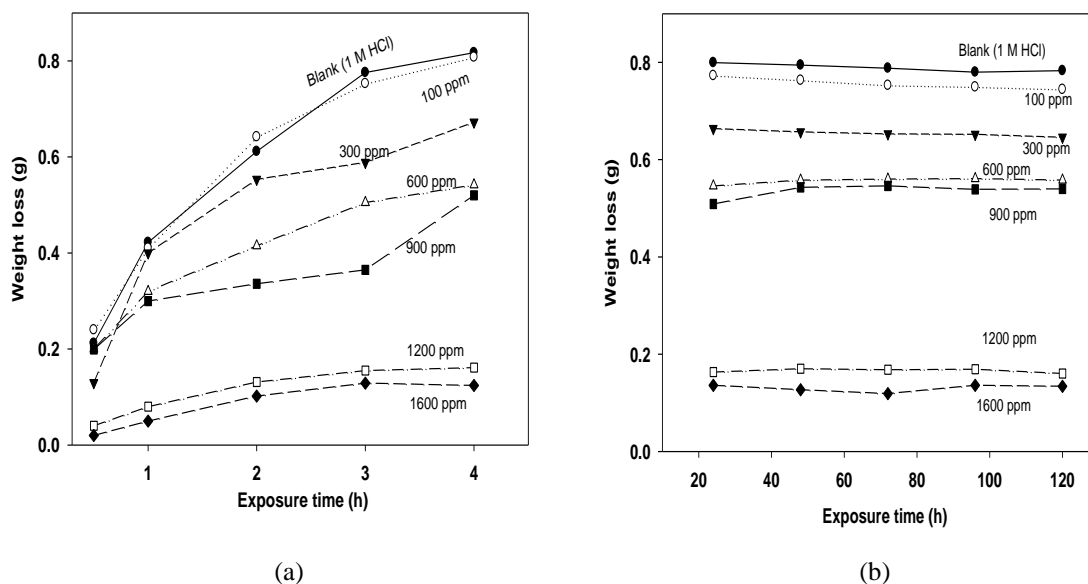 0.8
0.6
0.4
0.2
0.0
Weight loss (g)
Blank (1 M HCl)
100 ppm
300 ppm
600 ppm
900 ppm
1200 ppm
1600 ppm
1 2 3 4
Exposure time (h)
(a)
0.8
0.6
0.4
0.2
0.0
Weight loss (g)
Blank (1 M HCl)
100 ppm
300 ppm
600 ppm
900 ppm
1200 ppm
1600 ppm
20 40 60 80 100 120
Exposure time (h)
(b)